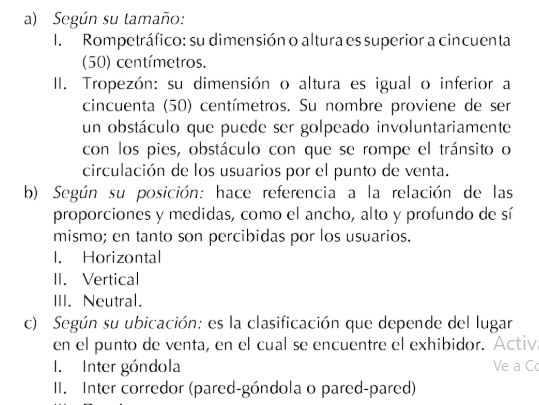 a) Según su tamaño:
I. Rompetráfico: su dimensión o altura es superior a cincuenta
(50) centímetros.
II. Tropezón: su dimensión o altura es igual o inferior a
cincuenta (50) centímetros. Su nombre proviene de ser
un obstáculo que puede ser golpeado involuntariamente
con los pies, obstáculo con que se rompe el tránsito o
circulación de los usuarios por el punto de venta.
b) Según su posición: hace referencia a la relación de las
proporciones y medidas, como el ancho, alto y profundo de sí
mismo; en tanto son percibidas por los usuarios.
I. Horizontal
II. Vertical
III. Neutral.
c) Según su ubicación: es la clasificación que depende del lugar
en el punto de venta, en el cual se encuentre el exhibidor.
Activ
I. Inter góndola
Ve a Co
II. Inter corredor (pared-góndola o pared-pared)